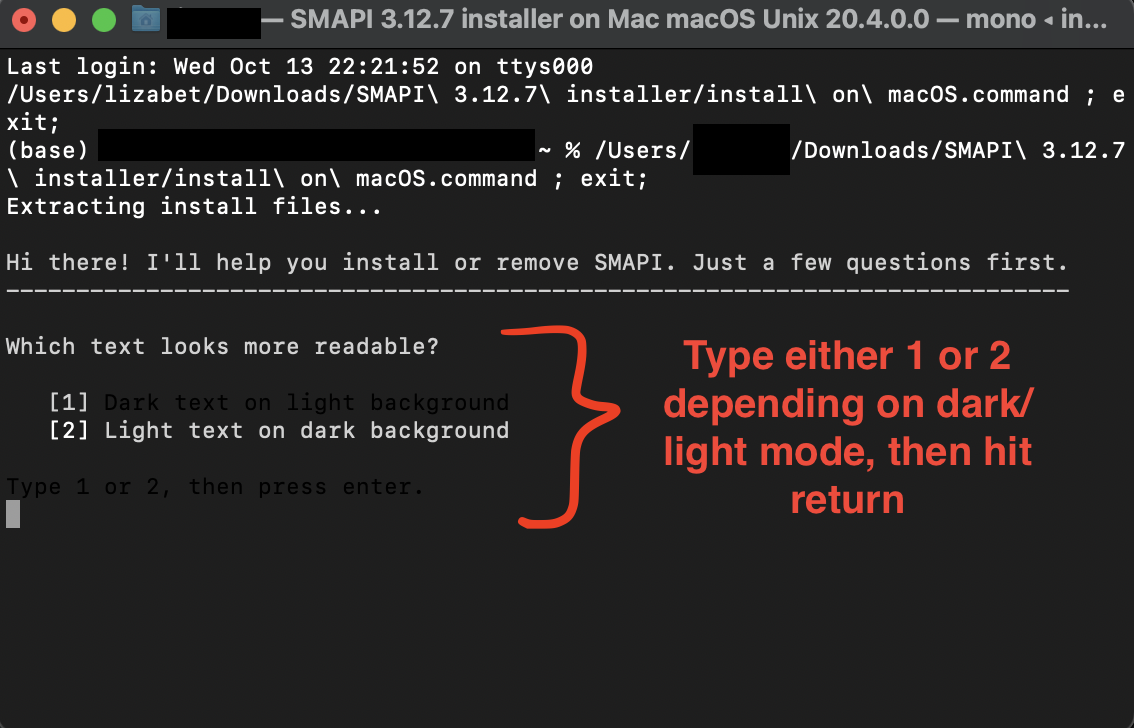 — SMAPI 3.12.7 installer on Mac macOS Unix 20.4.0.0 — mono ◂ in...
Last login: Wed Oct 13 22:21:52 on ttys000
/Users/lizabet/Downloads/SMAPI\ 3.12.7\ installer/install\ on\ macOS.command ; e
xit;
(base) ~ % /Users/ /Downloads/SMAPI\ 3.12.7
\ installer/install\ on\ macOS.command ; exit;
Extracting install files...
Hi there! I'll help you install or remove SMAPI. Just a few questions first.
----------------------------------------------------------------------------
Which text looks more readable?
[1] Dark text on light background
[2] Light text on dark background
Type 1 or 2, then press enter.
Type either 1 or 2
depending on dark/
light mode, then hit
return